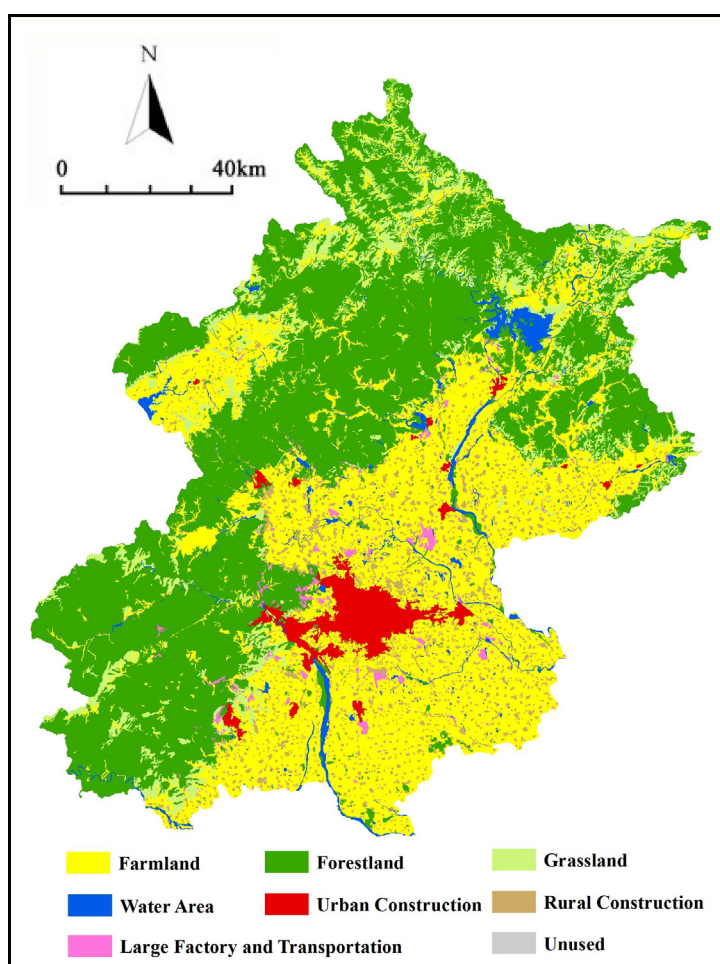 N
0 40km
Farmland Forestland Grassland
Water Area Urban Construction Rural Construction
Large Factory and Transportation Unused